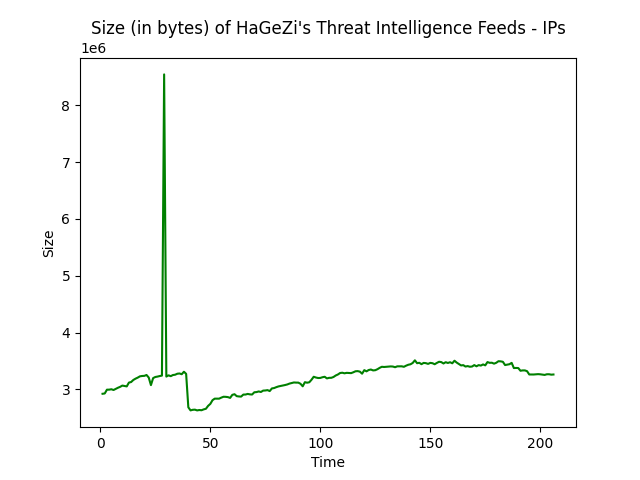 Size (in bytes) of HaGeZi's Threat Intelligence Feeds - IPs
1e6
8
7
6
5
4
3
Size
0 50 100 150 200
Time